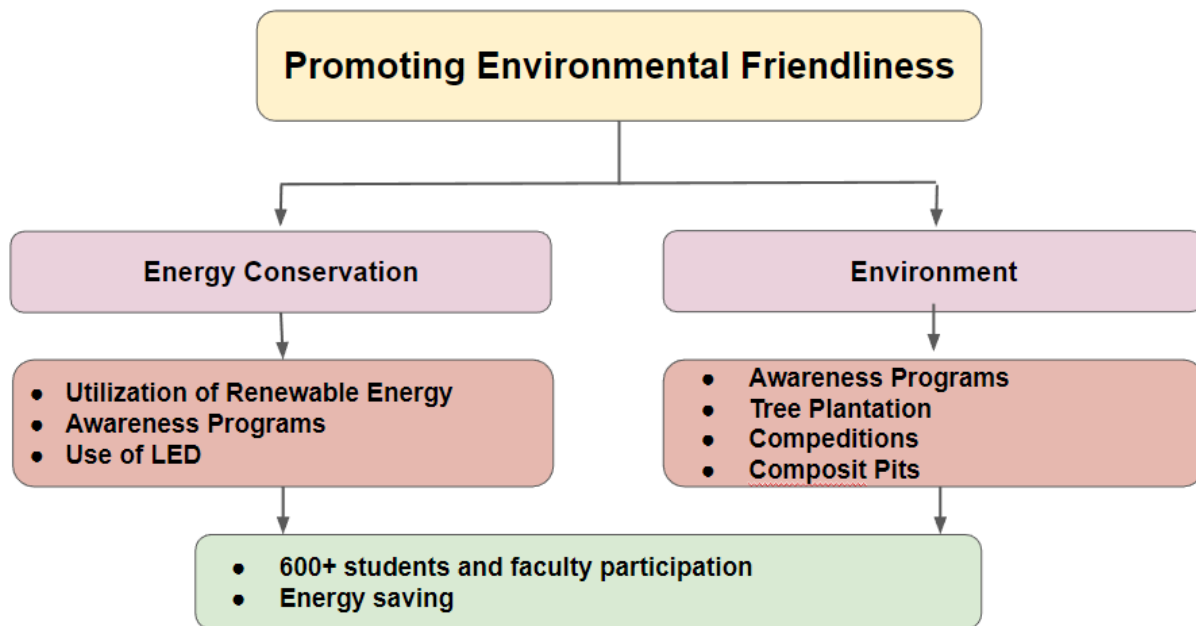 Promoting Environmental Friendliness
Energy Conservation
Environment
● Utilization of Renewable Energy
● Awareness Programs
● Use of LED
● Awareness Programs
● Tree Plantation
● Compeditions
● Composit Pits
● 600+ students and faculty participation
● Energy saving